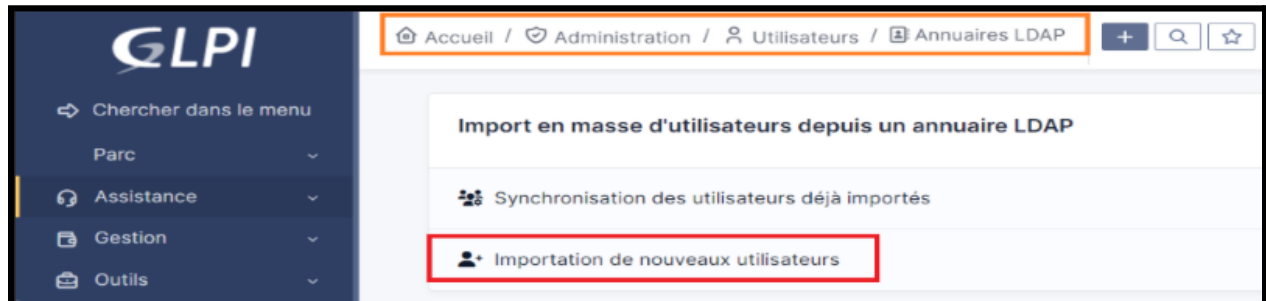 GLPI
Accueil / Administration / Utilisateurs / Annuaires LDAP
Chercher dans le menu
Parc
Assistance
Gestion
Outils
Import en masse d'utilisateurs depuis un annuaire LDAP
Synchronisation des utilisateurs déjà importés
Importation de nouveaux utilisateurs